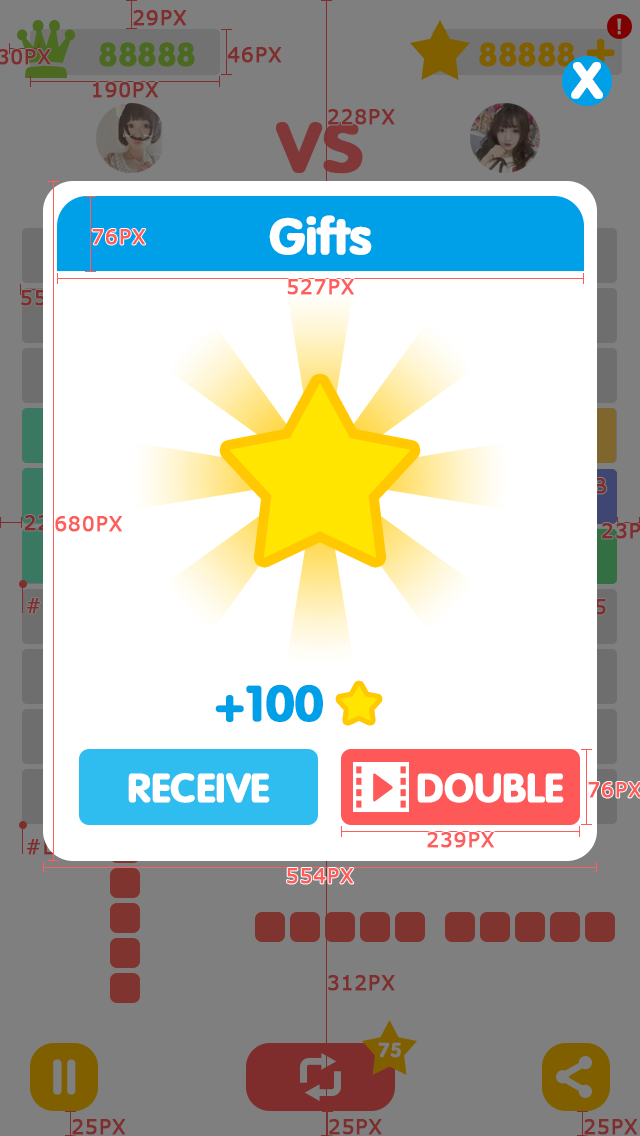 29PX
30PX
88888
46PX
88888
!
190PX
X
228PX
VS
76PX
Gifts
527PX
680PX
23P
#
+100
RECEIVE
DOUBLE
76PX
239PX
#
554PX
312PX
75
25PX
25PX
25PX